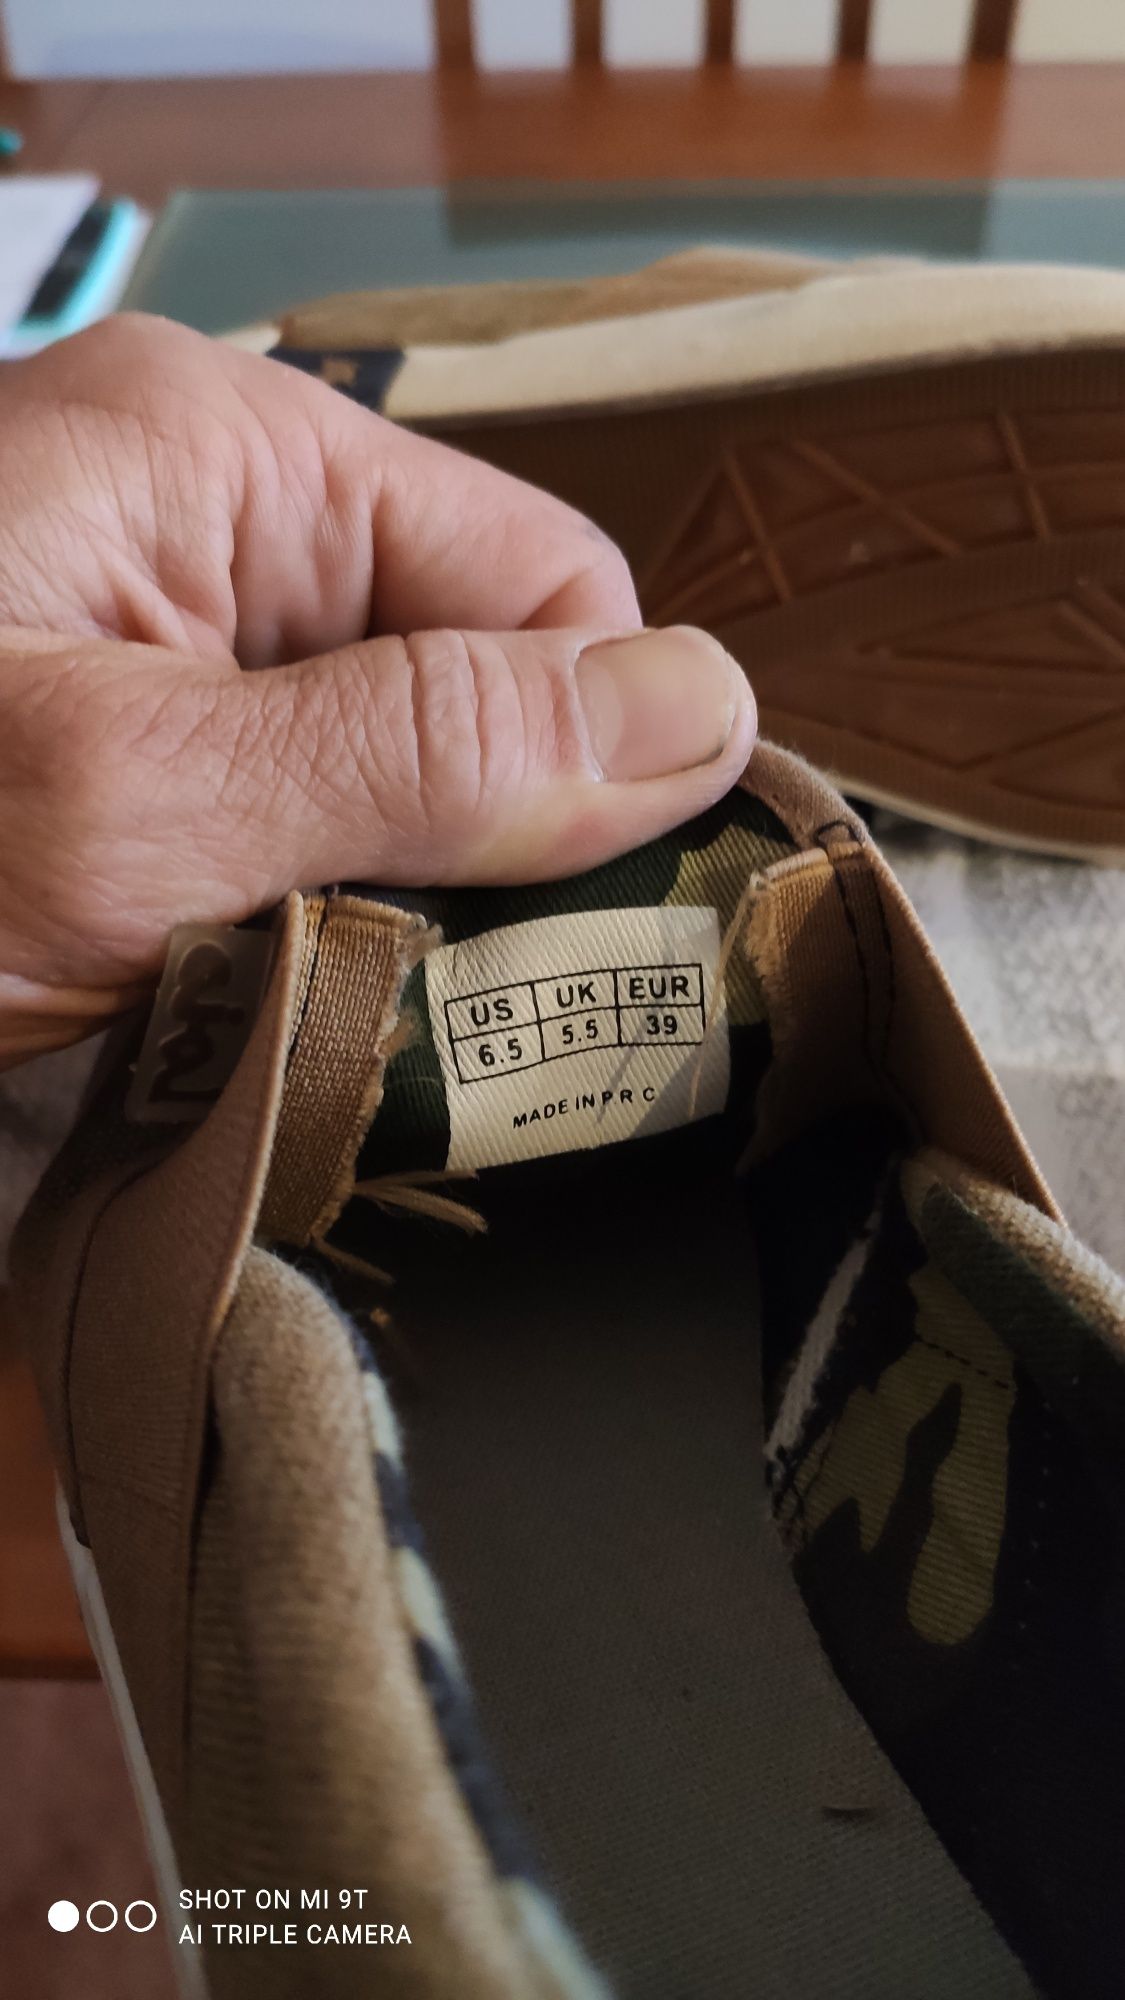 US UK EUR
6.5 5.5 39
MADE IN P R C
SHOT ON MI 9T
AI TRIPLE CAMERA